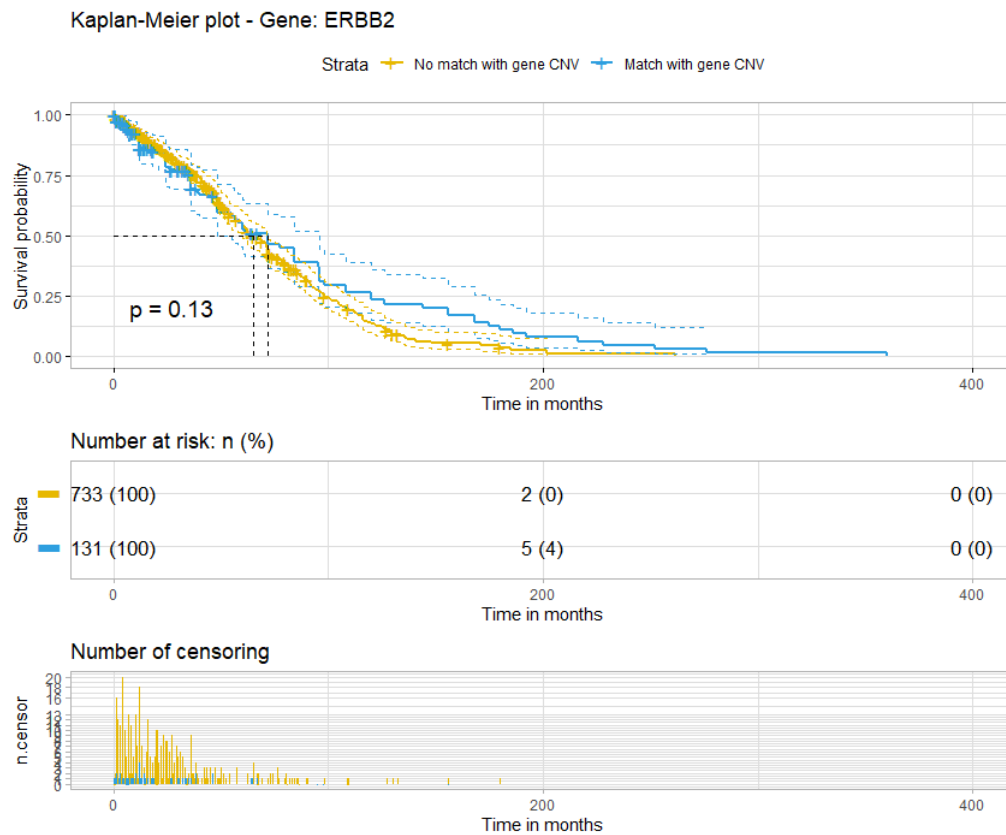 Kaplan-Meier plot - Gene: ERBB2
Strata No match with gene CNV Match with gene CNV
Survival probability
1.00
0.75
0.50
0.25
0.00
p = 0.13
0 200 400
Time in months
Number at risk: n (%)
Strata
733 (100) 2 (0) 0 (0)
131 (100) 5 (4) 0 (0)
0 200 400
Time in months
Number of censoring
n.censor
20
18
16
13
0
0 200 400
Time in months